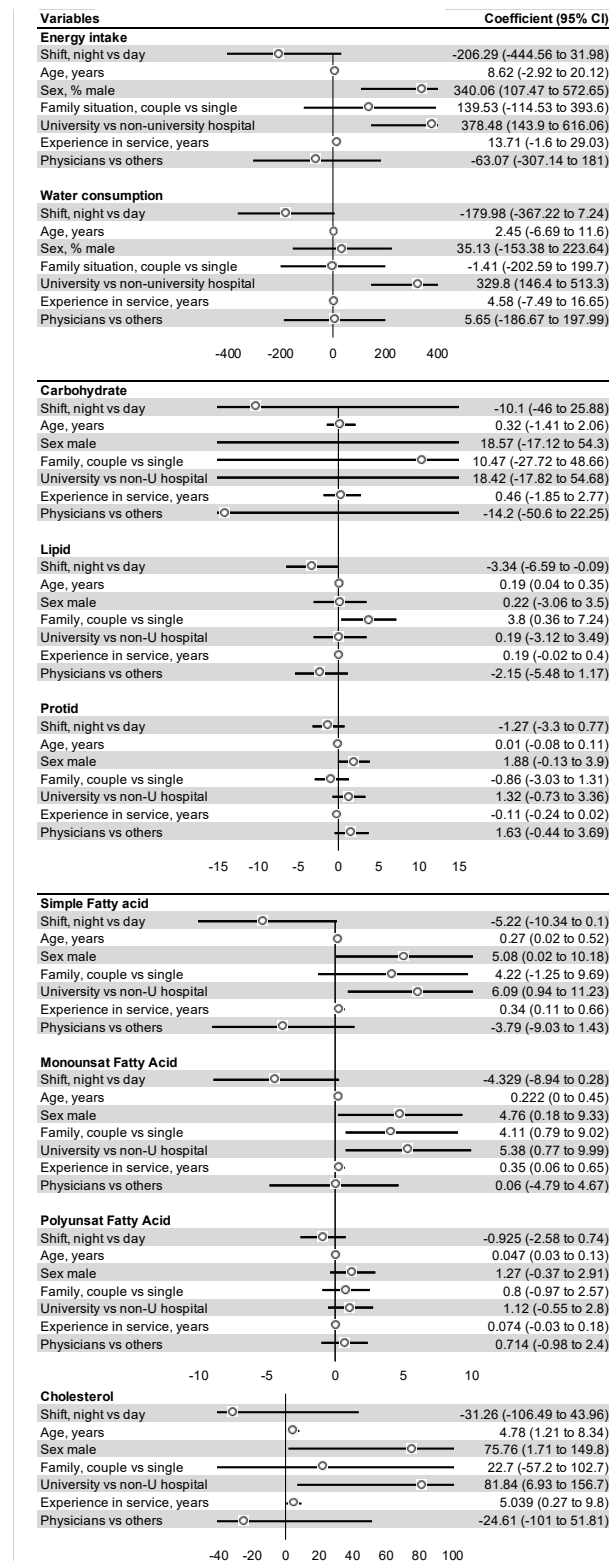 Variables Coefficient (95% CI)
Energy intake
Shift, night vs day -206.29 (-444.56 to 31.98)
Age, years 8.62 (-2.92 to 20.12)
Sex, % male 340.06 (107.47 to 572.65)
Family situation, couple vs single 139.53 (-114.53 to 393.6)
University vs non-university hospital 378.48 (143.9 to 616.06)
Experience in service, years 13.71 (-1.6 to 29.03)
Physicians vs others -63.07 (-307.14 to 181)
Water consumption
Shift, night vs day -179.98 (-367.22 to 7.24)
Age, years 2.45 (-6.69 to 11.6)
Sex, % male 35.13 (-153.38 to 223.64)
Family situation, couple vs single -1.41 (-202.59 to 199.7)
University vs non-university hospital 329.8 (146.4 to 513.3)
Experience in service, years 4.58 (-7.49 to 16.65)
Physicians vs others 5.65 (-186.67 to 197.99)
-400 -200 0 200 400
Carbohydrate
Shift, night vs day -10.1 (-46 to 25.88)
Age, years 0.32 (-1.41 to 2.06)
Sex male 18.57 (-17.12 to 54.3)
Family, couple vs single 10.47 (-27.72 to 48.66)
University vs non-U hospital 18.42 (-17.82 to 54.68)
Experience in service, years 0.46 (-1.85 to 2.77)
Physicians vs others -14.2 (-50.6 to 22.25)
Lipid
Shift, night vs day -3.34 (-6.59 to -0.09)
Age, years 0.19 (0.04 to 0.35)
Sex male 0.22 (-3.06 to 3.5)
Family, couple vs single 3.8 (0.36 to 7.24)
University vs non-U hospital 0.19 (-3.12 to 3.49)
Experience in service, years 0.19 (-0.02 to 0.4)
Physicians vs others -2.15 (-5.48 to 1.17)
Protid
Shift, night vs day -1.27 (-3.3 to 0.77)
Age, years 0.01 (-0.08 to 0.11)
Sex male 1.88 (-0.13 to 3.9)
Family, couple vs single -0.86 (-3.03 to 1.31)
University vs non-U hospital 1.32 (-0.73 to 3.36)
Experience in service, years -0.11 (-0.24 to 0.02)
Physicians vs others 1.63 (-0.44 to 3.69)
-15 -10 -5 0 5 10 15
Simple Fatty acid
Shift, night vs day -5.22 (-10.34 to 0.1)
Age, years 0.27 (0.02 to 0.52)
Sex male 5.08 (0.02 to 10.18)
Family, couple vs single 4.22 (-1.25 to 9.69)
University vs non-U hospital 6.09 (0.94 to 11.23)
Experience in service, years 0.34 (0.11 to 0.66)
Physicians vs others -3.79 (-9.03 to 1.43)
Monounsat Fatty Acid
Shift, night vs day -4.329 (-8.94 to 0.28)
Age, years 0.222 (0 to 0.45)
Sex male 4.76 (0.18 to 9.33)
Family, couple vs single 4.11 (0.79 to 9.02)
University vs non-U hospital 5.38 (0.77 to 9.99)
Experience in service, years 0.35 (0.06 to 0.65)
Physicians vs others 0.06 (-4.79 to 4.67)
Polyunsat Fatty Acid
Shift, night vs day -0.925 (-2.58 to 0.74)
Age, years 0.047 (0.03 to 0.13)
Sex male 1.27 (-0.37 to 2.91)
Family, couple vs single 0.8 (-0.97 to 2.57)
University vs non-U hospital 1.12 (-0.55 to 2.8)
Experience in service, years 0.074 (-0.03 to 0.18)
Physicians vs others 0.714 (-0.98 to 2.4)
-10 -5 0 5 10
Cholesterol
Shift, night vs day -31.26 (-106.49 to 43.96)
Age, years 4.78 (1.21 to 8.34)
Sex male 75.76 (1.71 to 149.8)
Family, couple vs single 22.7 (-57.2 to 102.7)
University vs non-U hospital 81.84 (6.93 to 156.7)
Experience in service, years 5.039 (0.27 to 9.8)
Physicians vs others -24.61 (-101 to 51.81)
-40 -20 0 20 40 60 80 100